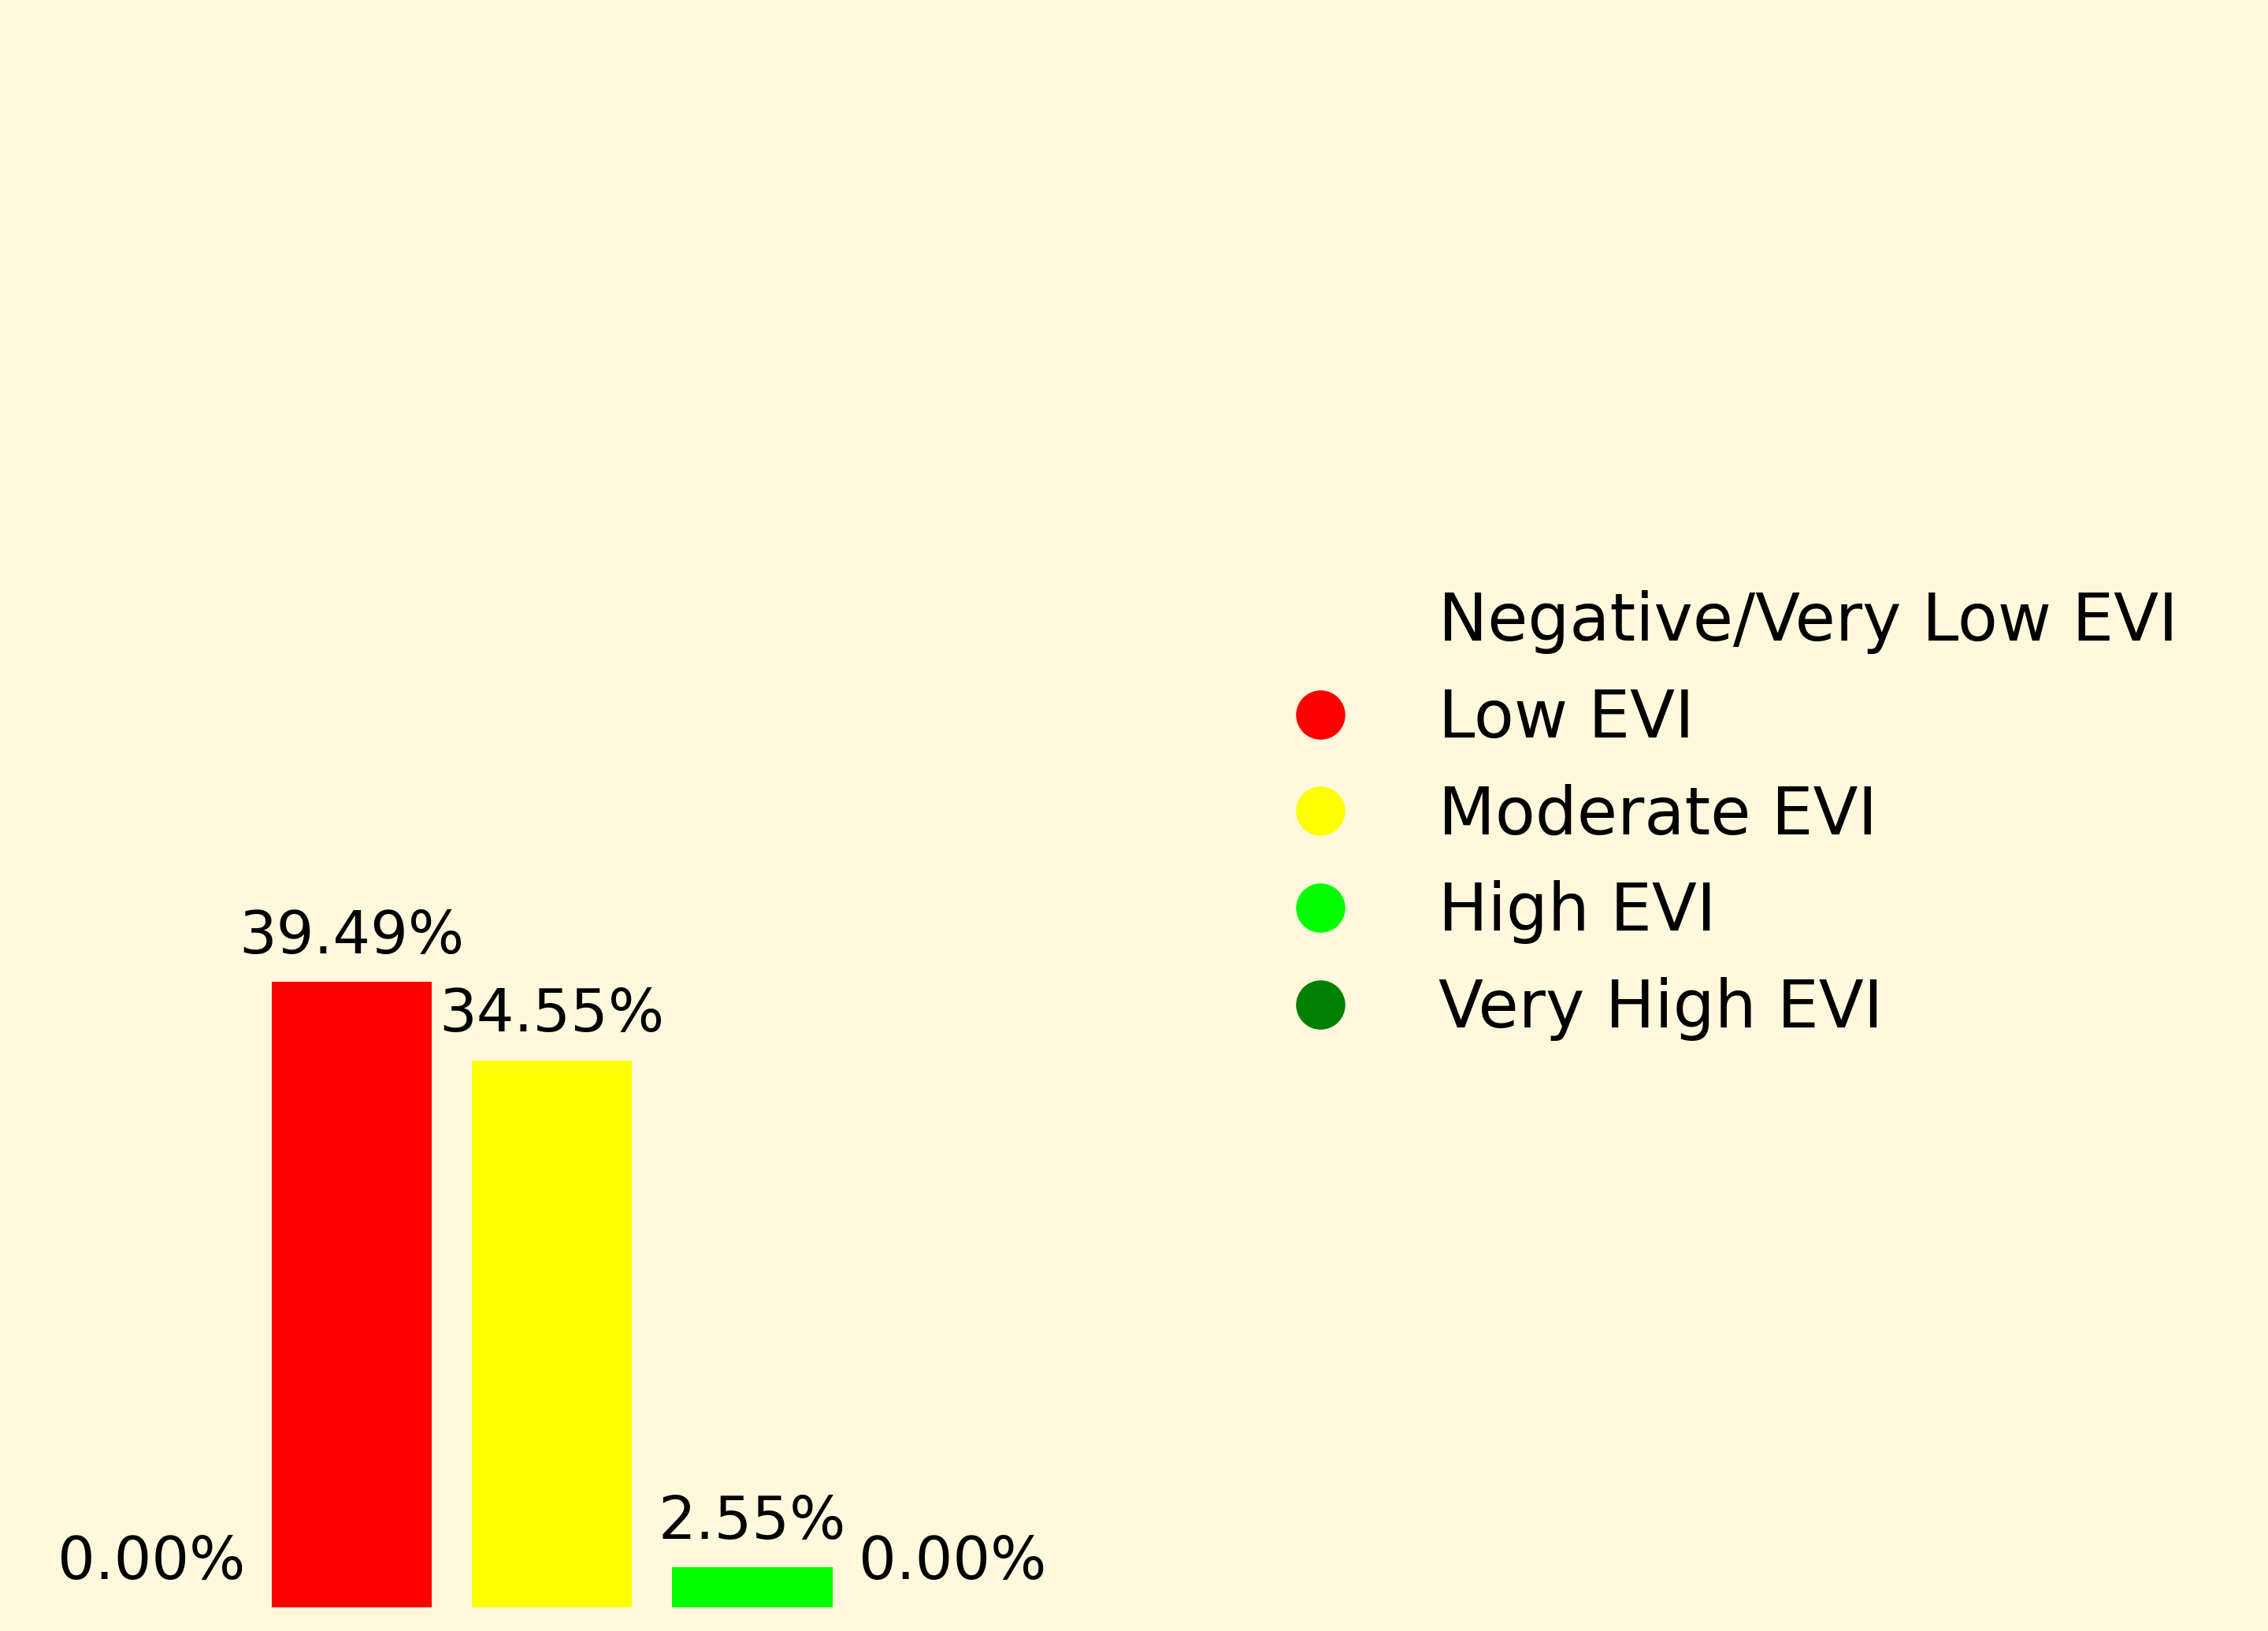 Negative/Very Low EVI
Low EVI
Moderate EVI
High EVI
Very High EVI
39.49%
34.55%
2.55%
0.00%
0.00%